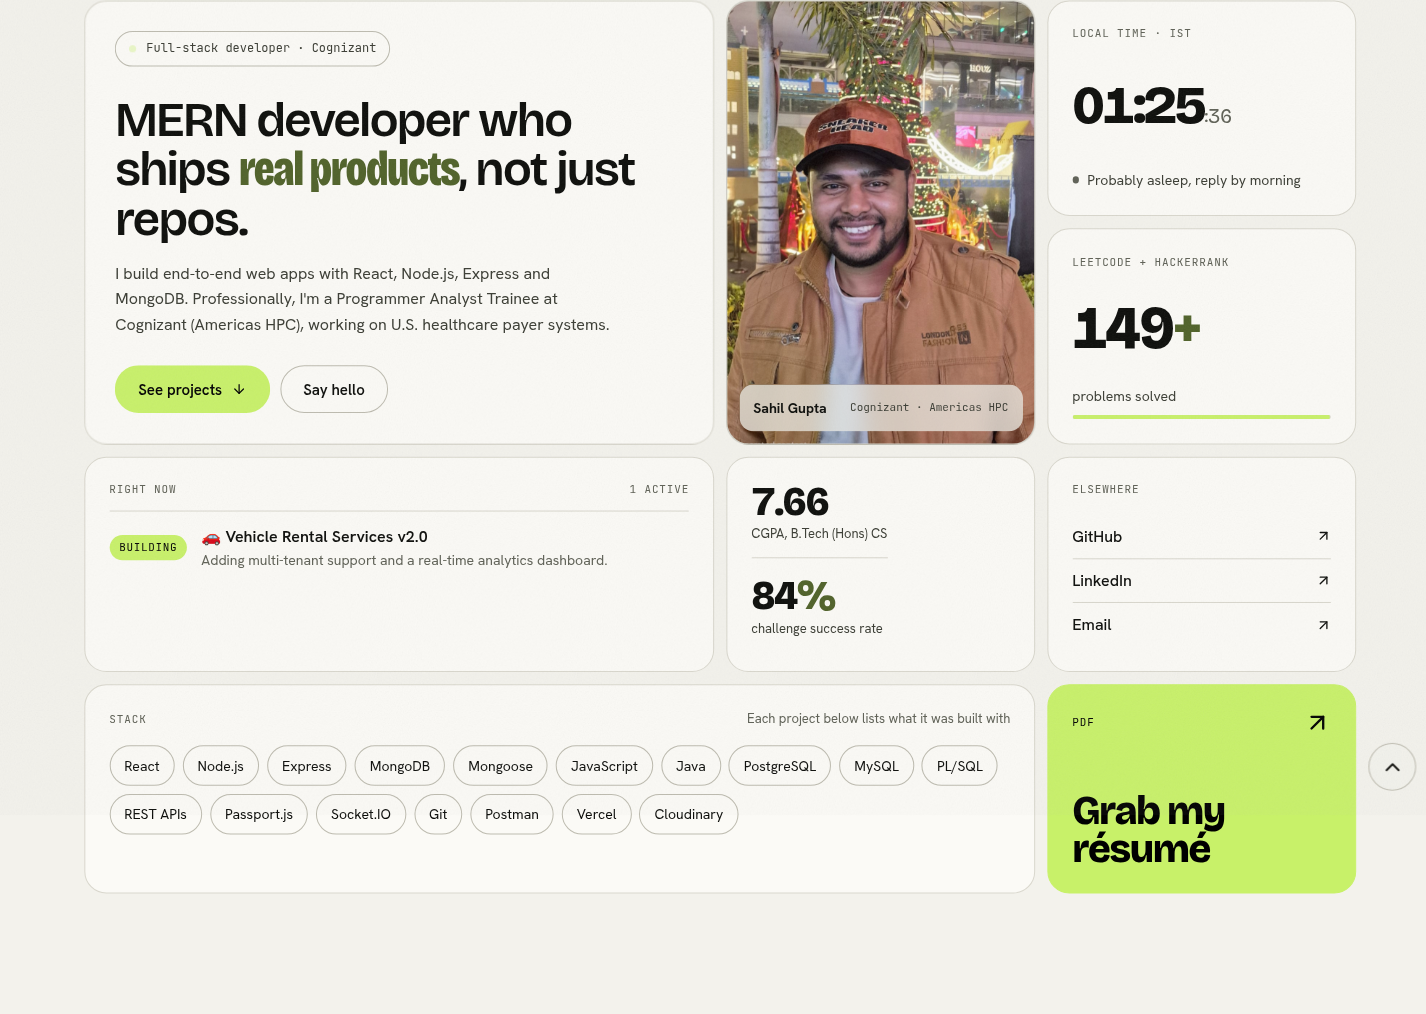 Full-stack developer · Cognizant
MERN developer who
ships real products, not just
repos.
I build end-to-end web apps with React, Node.js, Express and
MongoDB. Professionally, I'm a Programmer Analyst Trainee at
Cognizant (Americas HPC), working on U.S. healthcare payer systems.
See projects ↓
Say hello
SNEAKER
HEAD
LONDON
FASHION
Sahil Gupta
Cognizant · Americas HPC
LOCAL TIME · IST
01:25:36
Probably asleep, reply by morning
LEETCODE + HACKERRANK
149+
problems solved
RIGHT NOW
1 ACTIVE
BUILDING
🚗 Vehicle Rental Services v2.0
Adding multi-tenant support and a real-time analytics dashboard.
7.66
CGPA, B.Tech (Hons) CS
84%
challenge success rate
ELSEWHERE
GitHub
LinkedIn
Email
STACK
Each project below lists what it was built with
React Node.js Express MongoDB Mongoose JavaScript Java PostgreSQL MySQL PL/SQL
REST APIs Passport.js Socket.IO Git Postman Vercel Cloudinary
PDF
Grab my
résumé